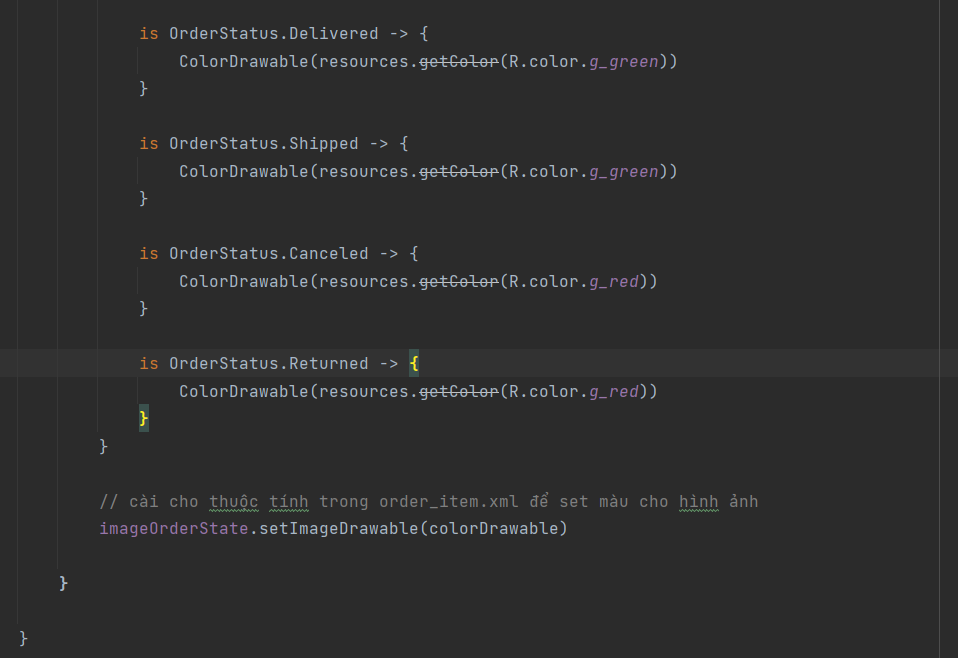 is OrderStatus.Delivered -> {
ColorDrawable(resources.getColor(R.color.g_green))
}
is OrderStatus.Shipped -> {
ColorDrawable(resources.getColor(R.color.g_green))
}
is OrderStatus.Canceled -> {
ColorDrawable(resources.getColor(R.color.g_red))
}
is OrderStatus.Returned -> {
ColorDrawable(resources.getColor(R.color.g_red))
}
}
// cài cho thuộc tính trong order_item.xml để set màu cho hình ảnh
imageOrderState.setImageDrawable(colorDrawable)
}
}